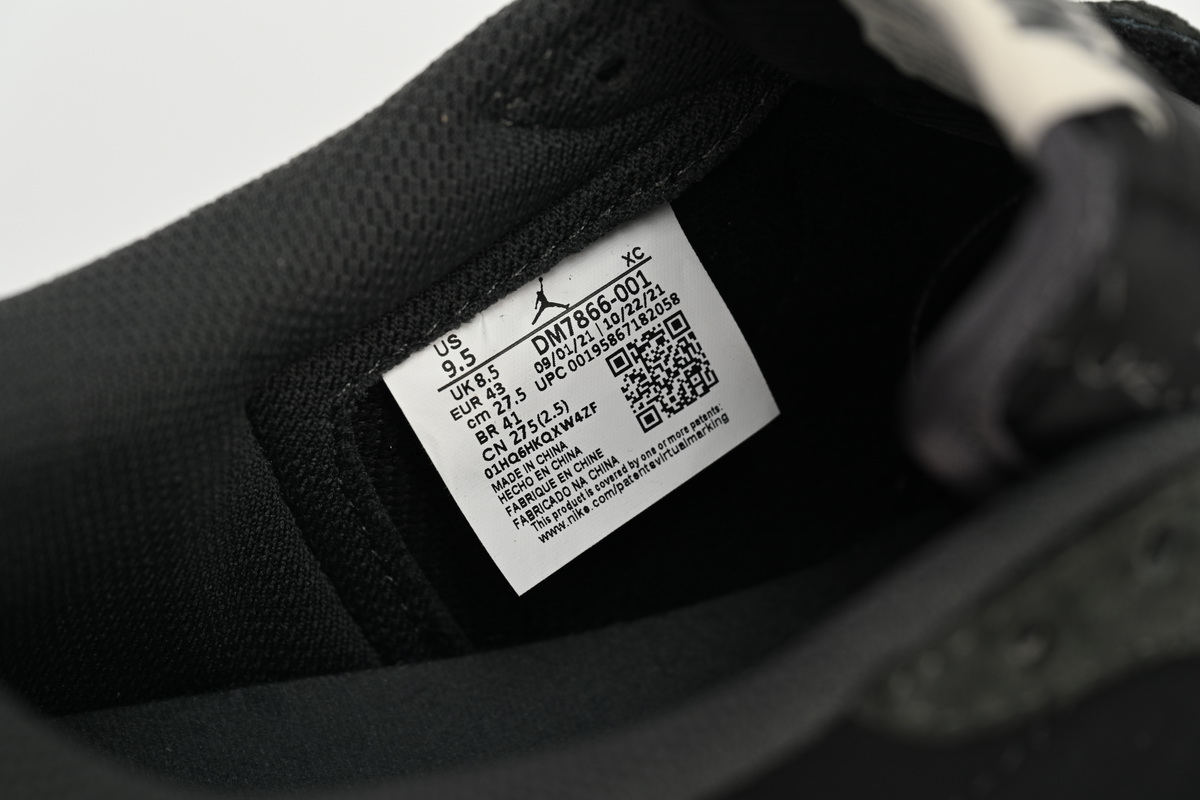 XC
US
9.5
DM7866-001
UK 8.5
09/01/21 | 10/22/21
EUR 43
UPC 00195867182058
cm 27.5
BR 41
CN 275(2.5)
01HQ6HKQXW4ZF
MADE IN CHINA
HECHO EN CHINA
FABRIQUE EN CHINE
FABRICADO NA CHINA
This product is covered by one or more patents:
www.nike.com/patentsvirtualmarking